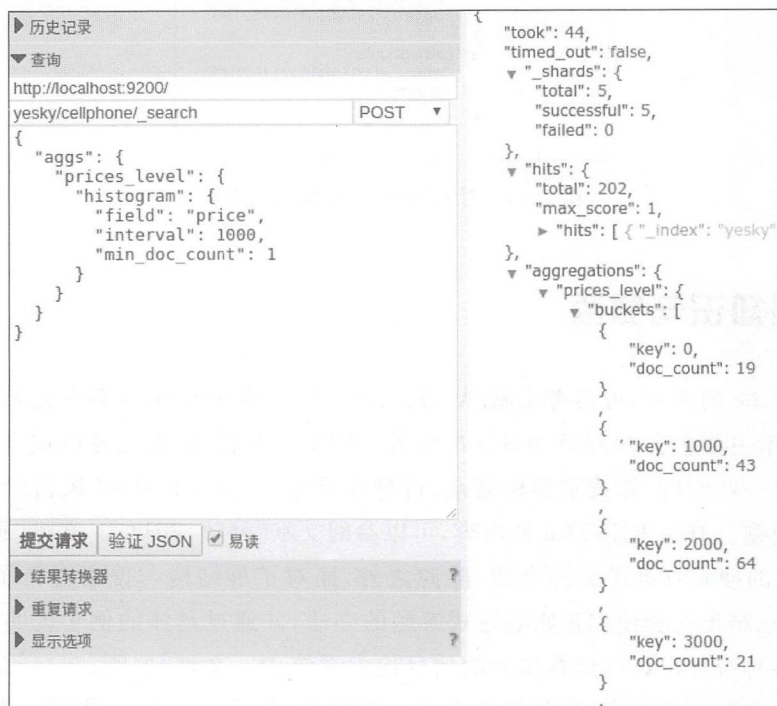 历史记录
查询
http://localhost:9200/
yesky/cellphone/_search POST
{
"aggs": {
"prices_level": {
"histogram": {
"field": "price",
"interval": 1000,
"min_doc_count": 1
}
}
}
}
提交请求 验证 JSON 易读
结果转换器 ?
重复请求
显示选项 ?
{
"took": 44,
"timed_out": false,
"_shards": {
"total": 5,
"successful": 5,
"failed": 0
},
"hits": {
"total": 202,
"max_score": 1,
"hits": [ { "_index": "yesky"
},
"aggregations": {
"prices_level": {
"buckets": [
{
"key": 0,
"doc_count": 19
}
,
{
"key": 1000,
"doc_count": 43
}
,
{
"key": 2000,
"doc_count": 64
}
,
{
"key": 3000,
"doc_count": 21
}